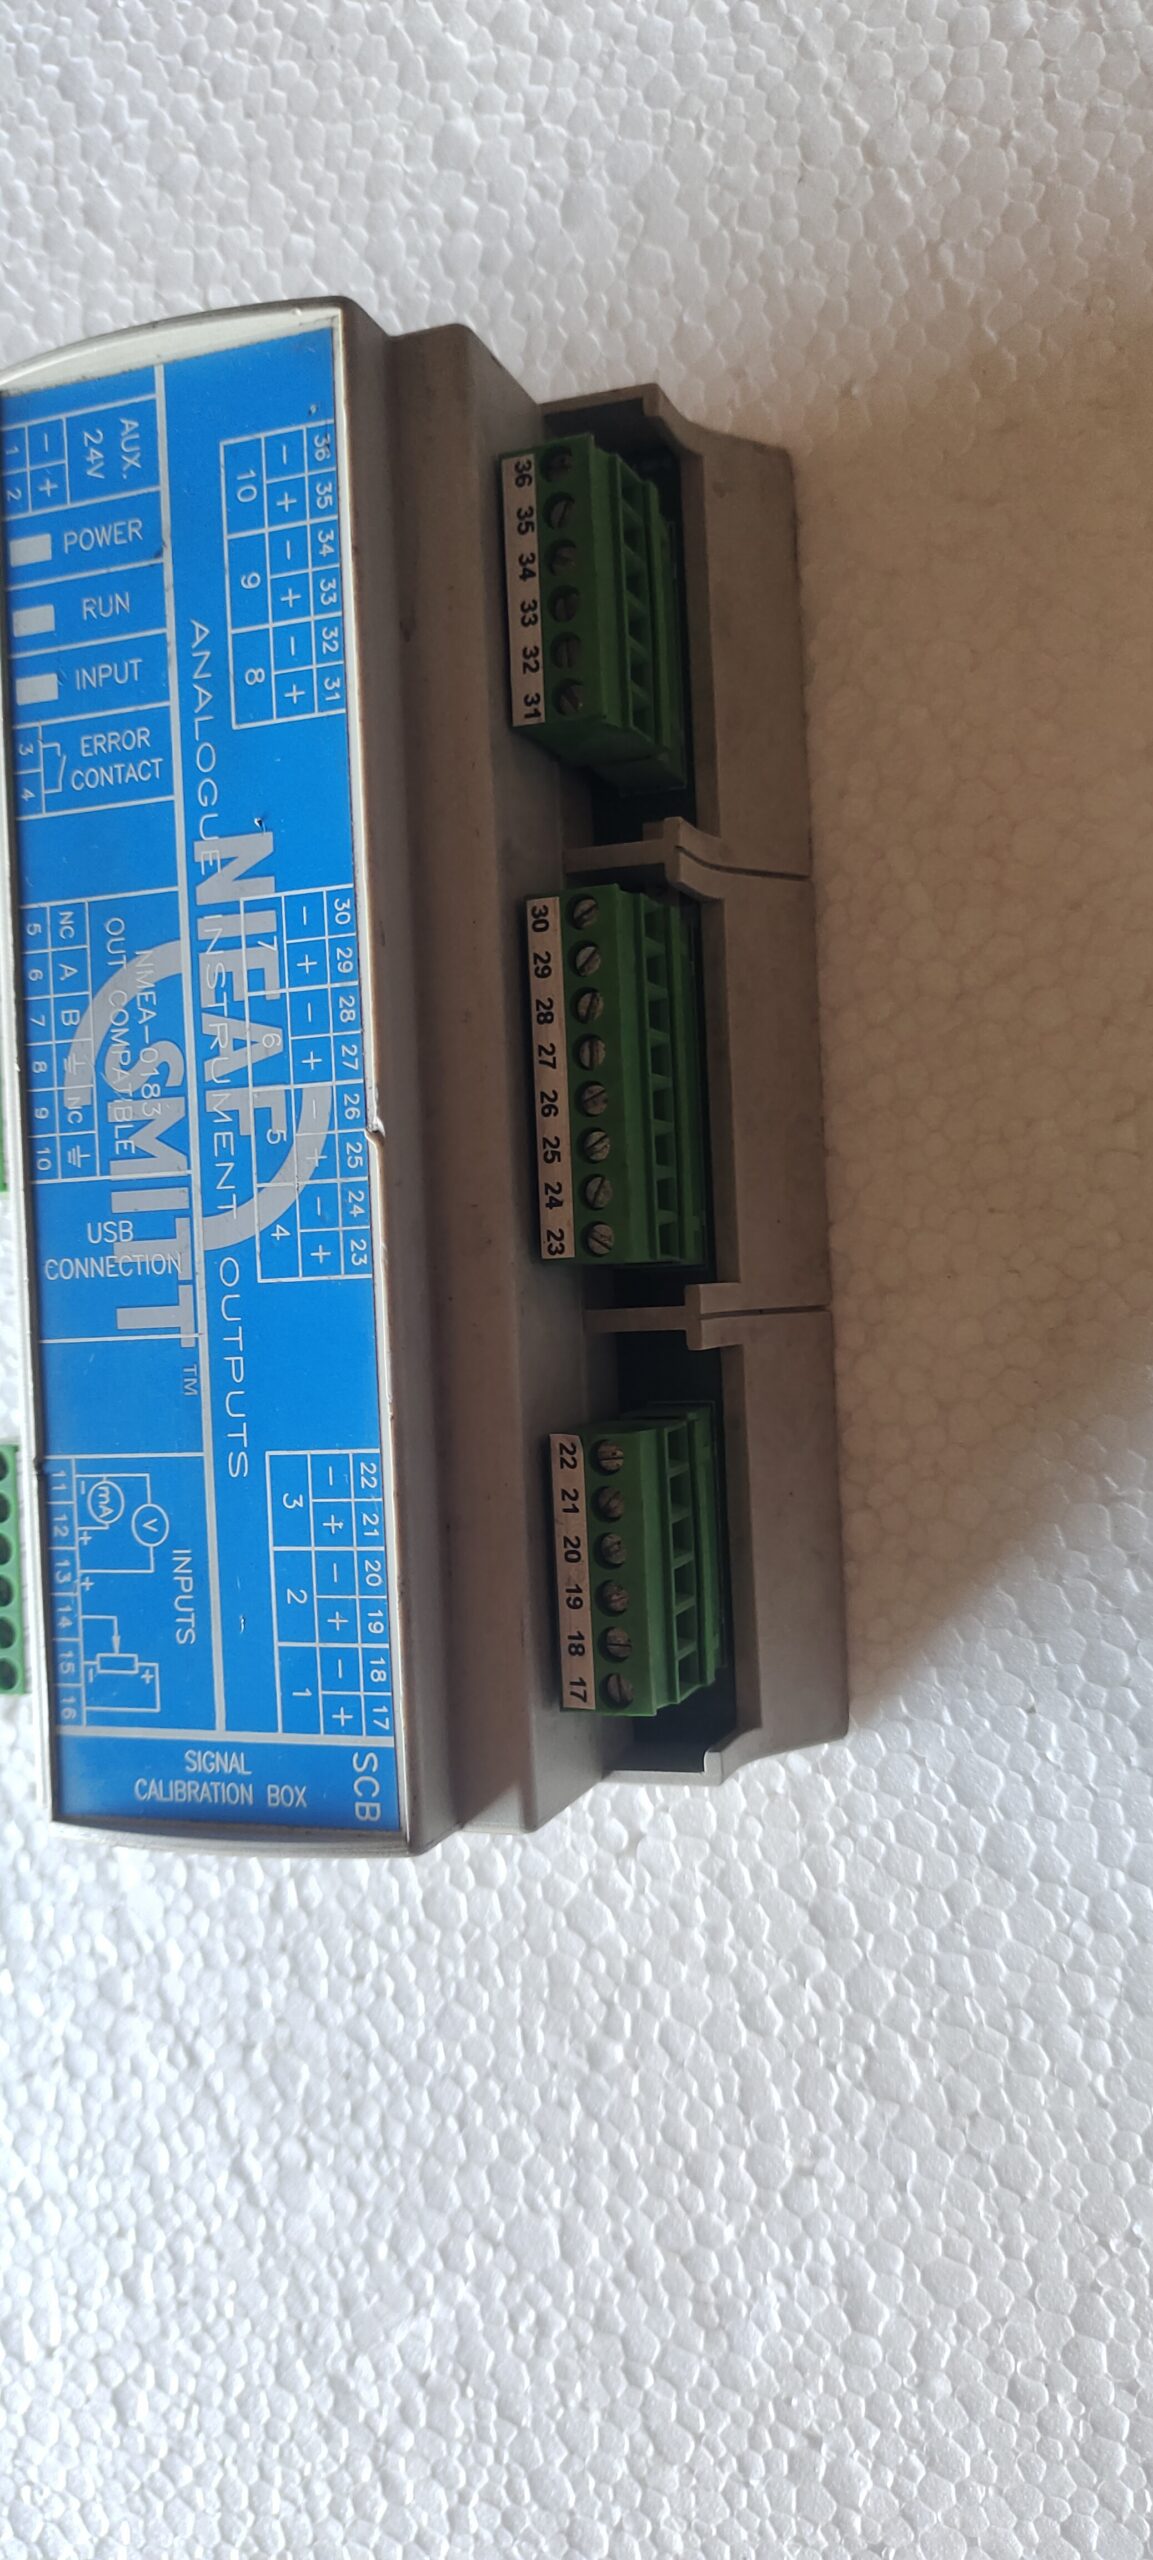 36 35 34 33 32 31
30 29 28 27 26 25 24 23
22 21 20 19 18 17
36 35 34 33 32 31
- + - + - +
10 9 8
30 29 28 27 26 25 24 23
- + - + - + - +
7 6 5 4
22 21 20 19 18 17
- + - + - +
3 2 1
NEAF
SMITT™
ANALOGUE INSTRUMENT OUTPUTS
AUX.
24V
- +
1 2
POWER
RUN
INPUT
ERROR
CONTACT
3 4
NMEA-0183
OUT COMPATIBLE
NC A B ⏚ NC ⏚
5 6 7 8 9 10
USB
CONNECTION
INPUTS
V
mA
- + + - +
11 12 13 14 15 16
SCB
SIGNAL
CALIBRATION BOX